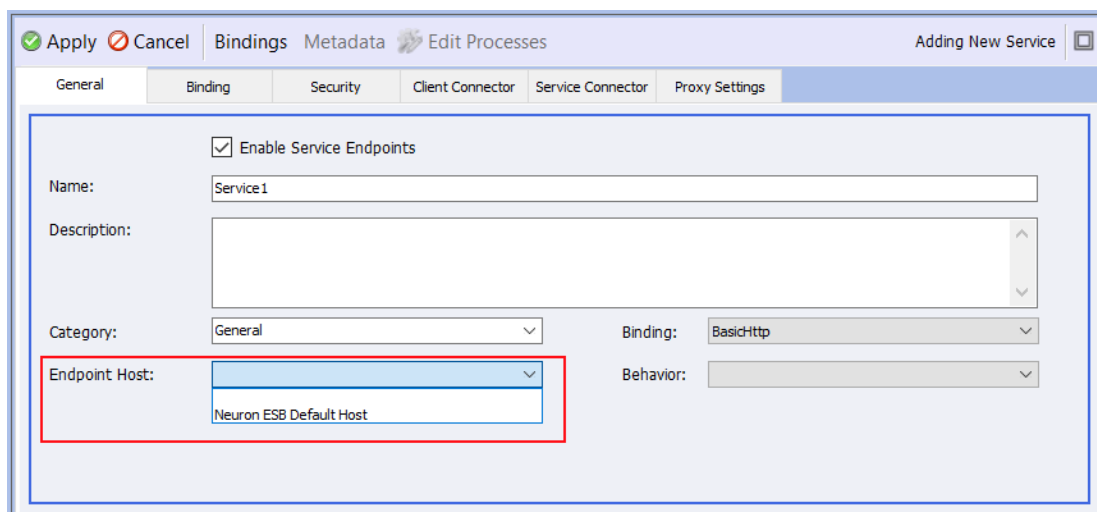 Apply Cancel Bindings Metadata Edit Processes Adding New Service
General Binding Security Client Connector Service Connector Proxy Settings
Enable Service Endpoints
Name: Service1
Description:
Category: General Binding: BasicHttp
Endpoint Host: Behavior:
Neuron ESB Default Host